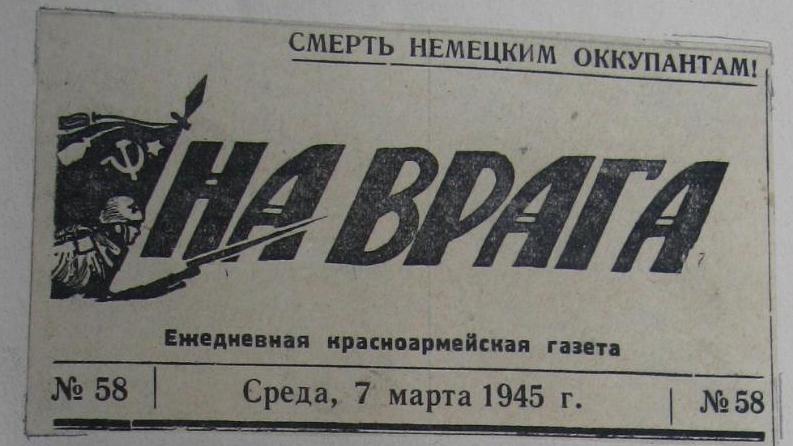 СМЕРТЬ НЕМЕЦКИМ ОККУПАНТАМ!
НА ВРАГА
Ежедневная красноармейская газета
№ 58 Среда, 7 марта 1945 г. № 58